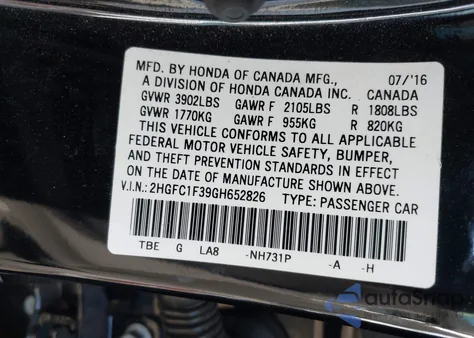 MFD. BY HONDA OF CANADA MFG., 07/'16
A DIVISION OF HONDA CANADA INC. CANADA
GVWR 3902LBS GAWR F 2105LBS R 1808LBS
GVWR 1770KG GAWR F 955KG R 820KG
THIS VEHICLE CONFORMS TO ALL APPLICABLE
FEDERAL MOTOR VEHICLE SAFETY, BUMPER,
AND THEFT PREVENTION STANDARDS IN EFFECT
ON THE DATE OF MANUFACTURE SHOWN ABOVE.
V.I.N.: 2HGFC1F39GH652826 TYPE: PASSENGER CAR
TBE G LA8 -NH731P -A -H
autoSnap